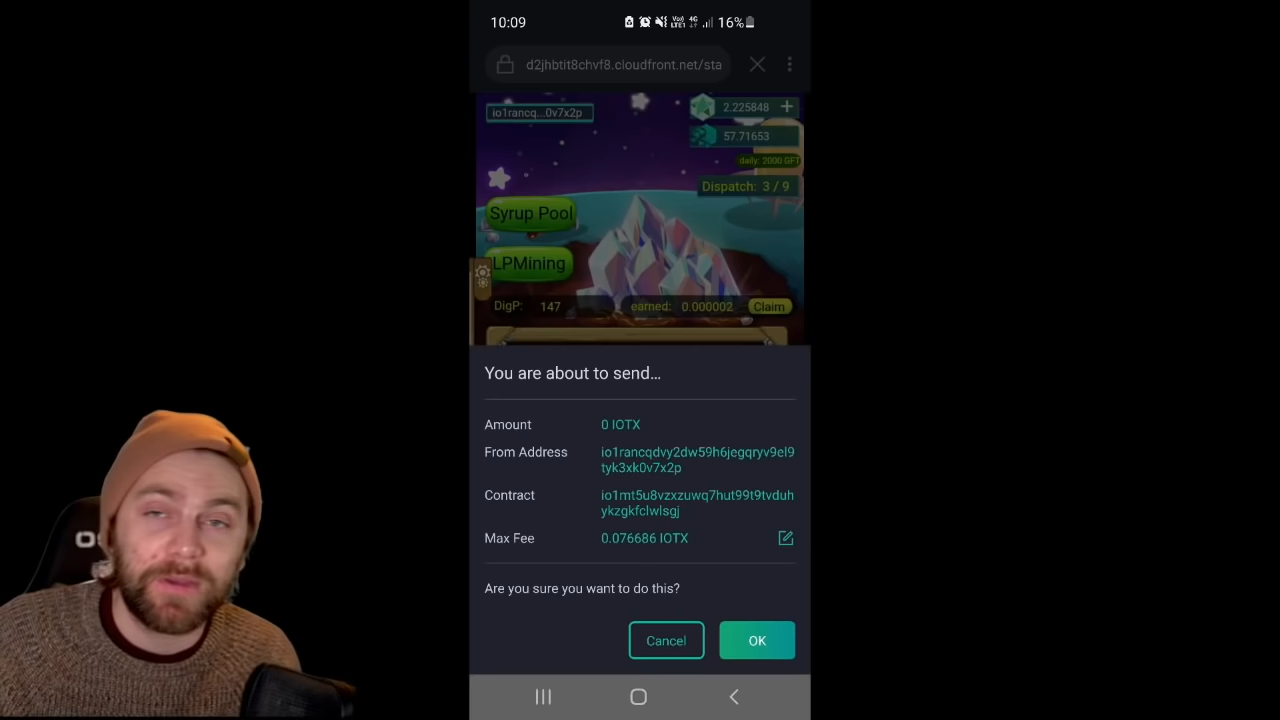 10:09
16%
d2jhbtit8chvf8.cloudfront.net/sta
io1rancq...0v7x2p
2.225848
57.71653
daily: 2000 GFT
Dispatch: 3 / 9
Syrup Pool
LPMining
DigP: 147
earned: 0.000002 Claim
You are about to send...
Amount 0 IOTX
From Address io1rancqdvy2dw59h6jegqryv9el9
tyk3xk0v7x2p
Contract io1mt5u8vzxzuwq7hut99t9tvduh
ykzgkfclwlsgj
Max Fee 0.076686 IOTX
Are you sure you want to do this?
Cancel OK